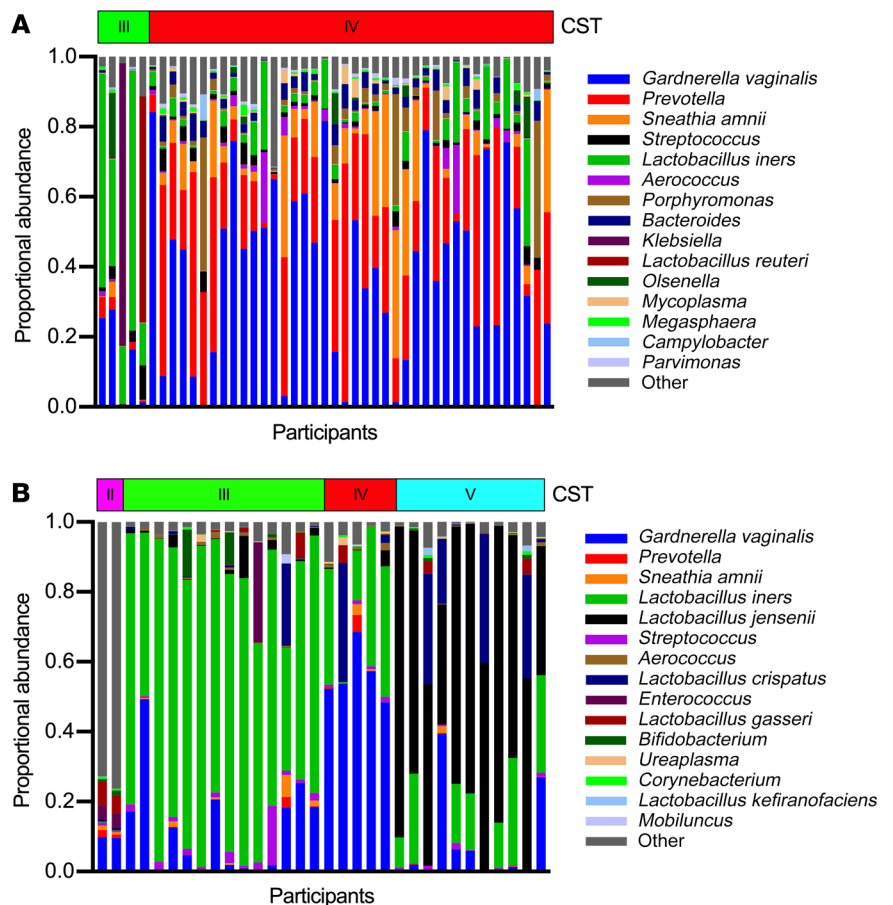 A
III
IV
CST
Proportional abundance
1.0
0.8
0.6
0.4
0.2
0.0
Participants
Gardnerella vaginalis
Prevotella
Sneathia amnii
Streptococcus
Lactobacillus iners
Aerococcus
Porphyromonas
Bacteroides
Klebsiella
Lactobacillus reuteri
Olsenella
Mycoplasma
Megasphaera
Campylobacter
Parvimonas
Other
B
II
III
IV
V
CST
Proportional abundance
1.0
0.8
0.6
0.4
0.2
0.0
Participants
Gardnerella vaginalis
Prevotella
Sneathia amnii
Lactobacillus iners
Lactobacillus jensenii
Streptococcus
Aerococcus
Lactobacillus crispatus
Enterococcus
Lactobacillus gasseri
Bifidobacterium
Ureaplasma
Corynebacterium
Lactobacillus kefiranofaciens
Mobiluncus
Other